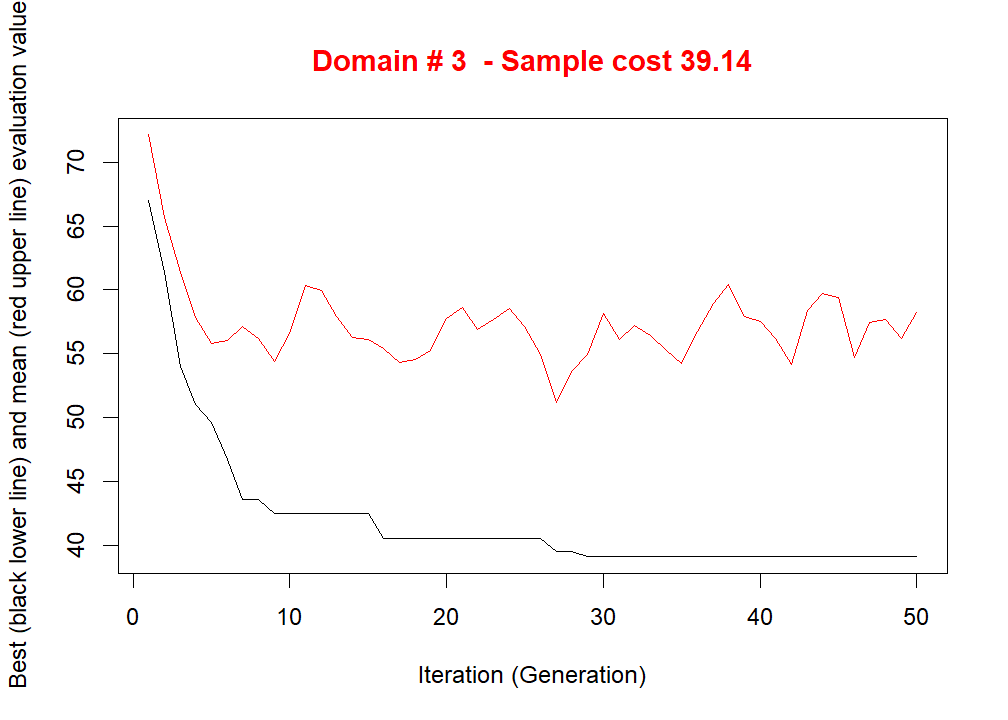 Domain # 3  - Sample cost 39.14
Best (black lower line) and mean (red upper line) evaluation value
70
65
60
55
50
45
40
0 10 20 30 40 50
Iteration (Generation)